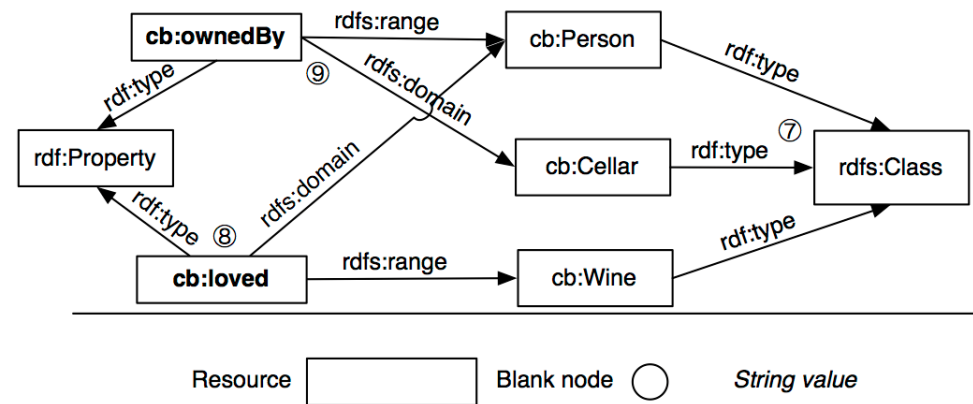 cb:ownedBy
rdfs:range
cb:Person
rdf:type
⑨
rdfs:domain
rdf:type
rdf:Property
⑦
cb:Cellar
rdf:type
rdfs:Class
rdfs:domain
rdf:type
⑧
cb:loved
rdfs:range
cb:Wine
rdf:type
Resource
Blank node
String value